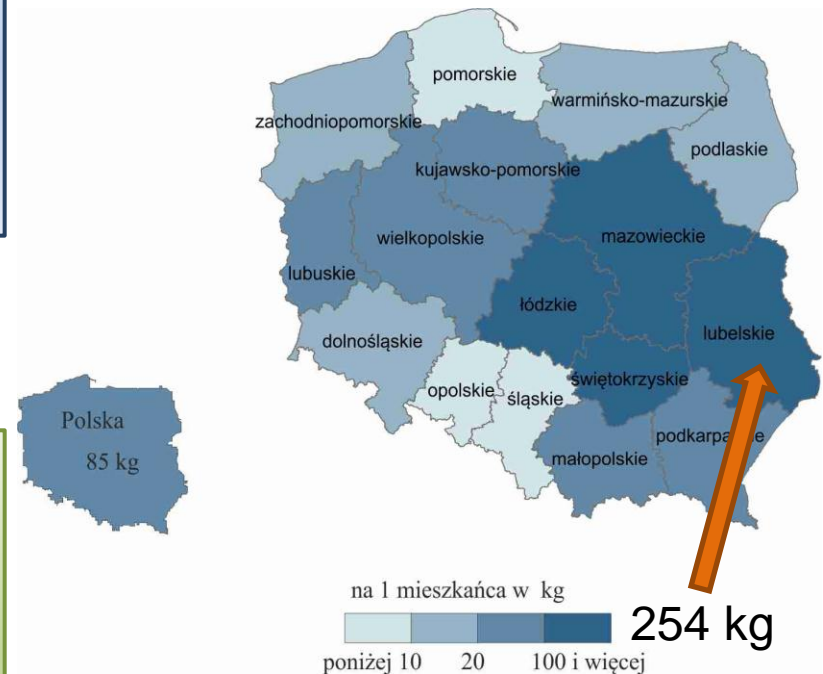 pomorskie
warmińsko-mazurskie
zachodniopomorskie
podlaskie
kujawsko-pomorskie
wielkopolskie
mazowieckie
lubuskie
łódzkie
lubelskie
dolnośląskie
świętokrzyskie
opolskie
śląskie
Polska
85 kg
podkarpackie
małopolskie
na 1 mieszkańca w kg
254 kg
poniżej 10 20 100 i więcej